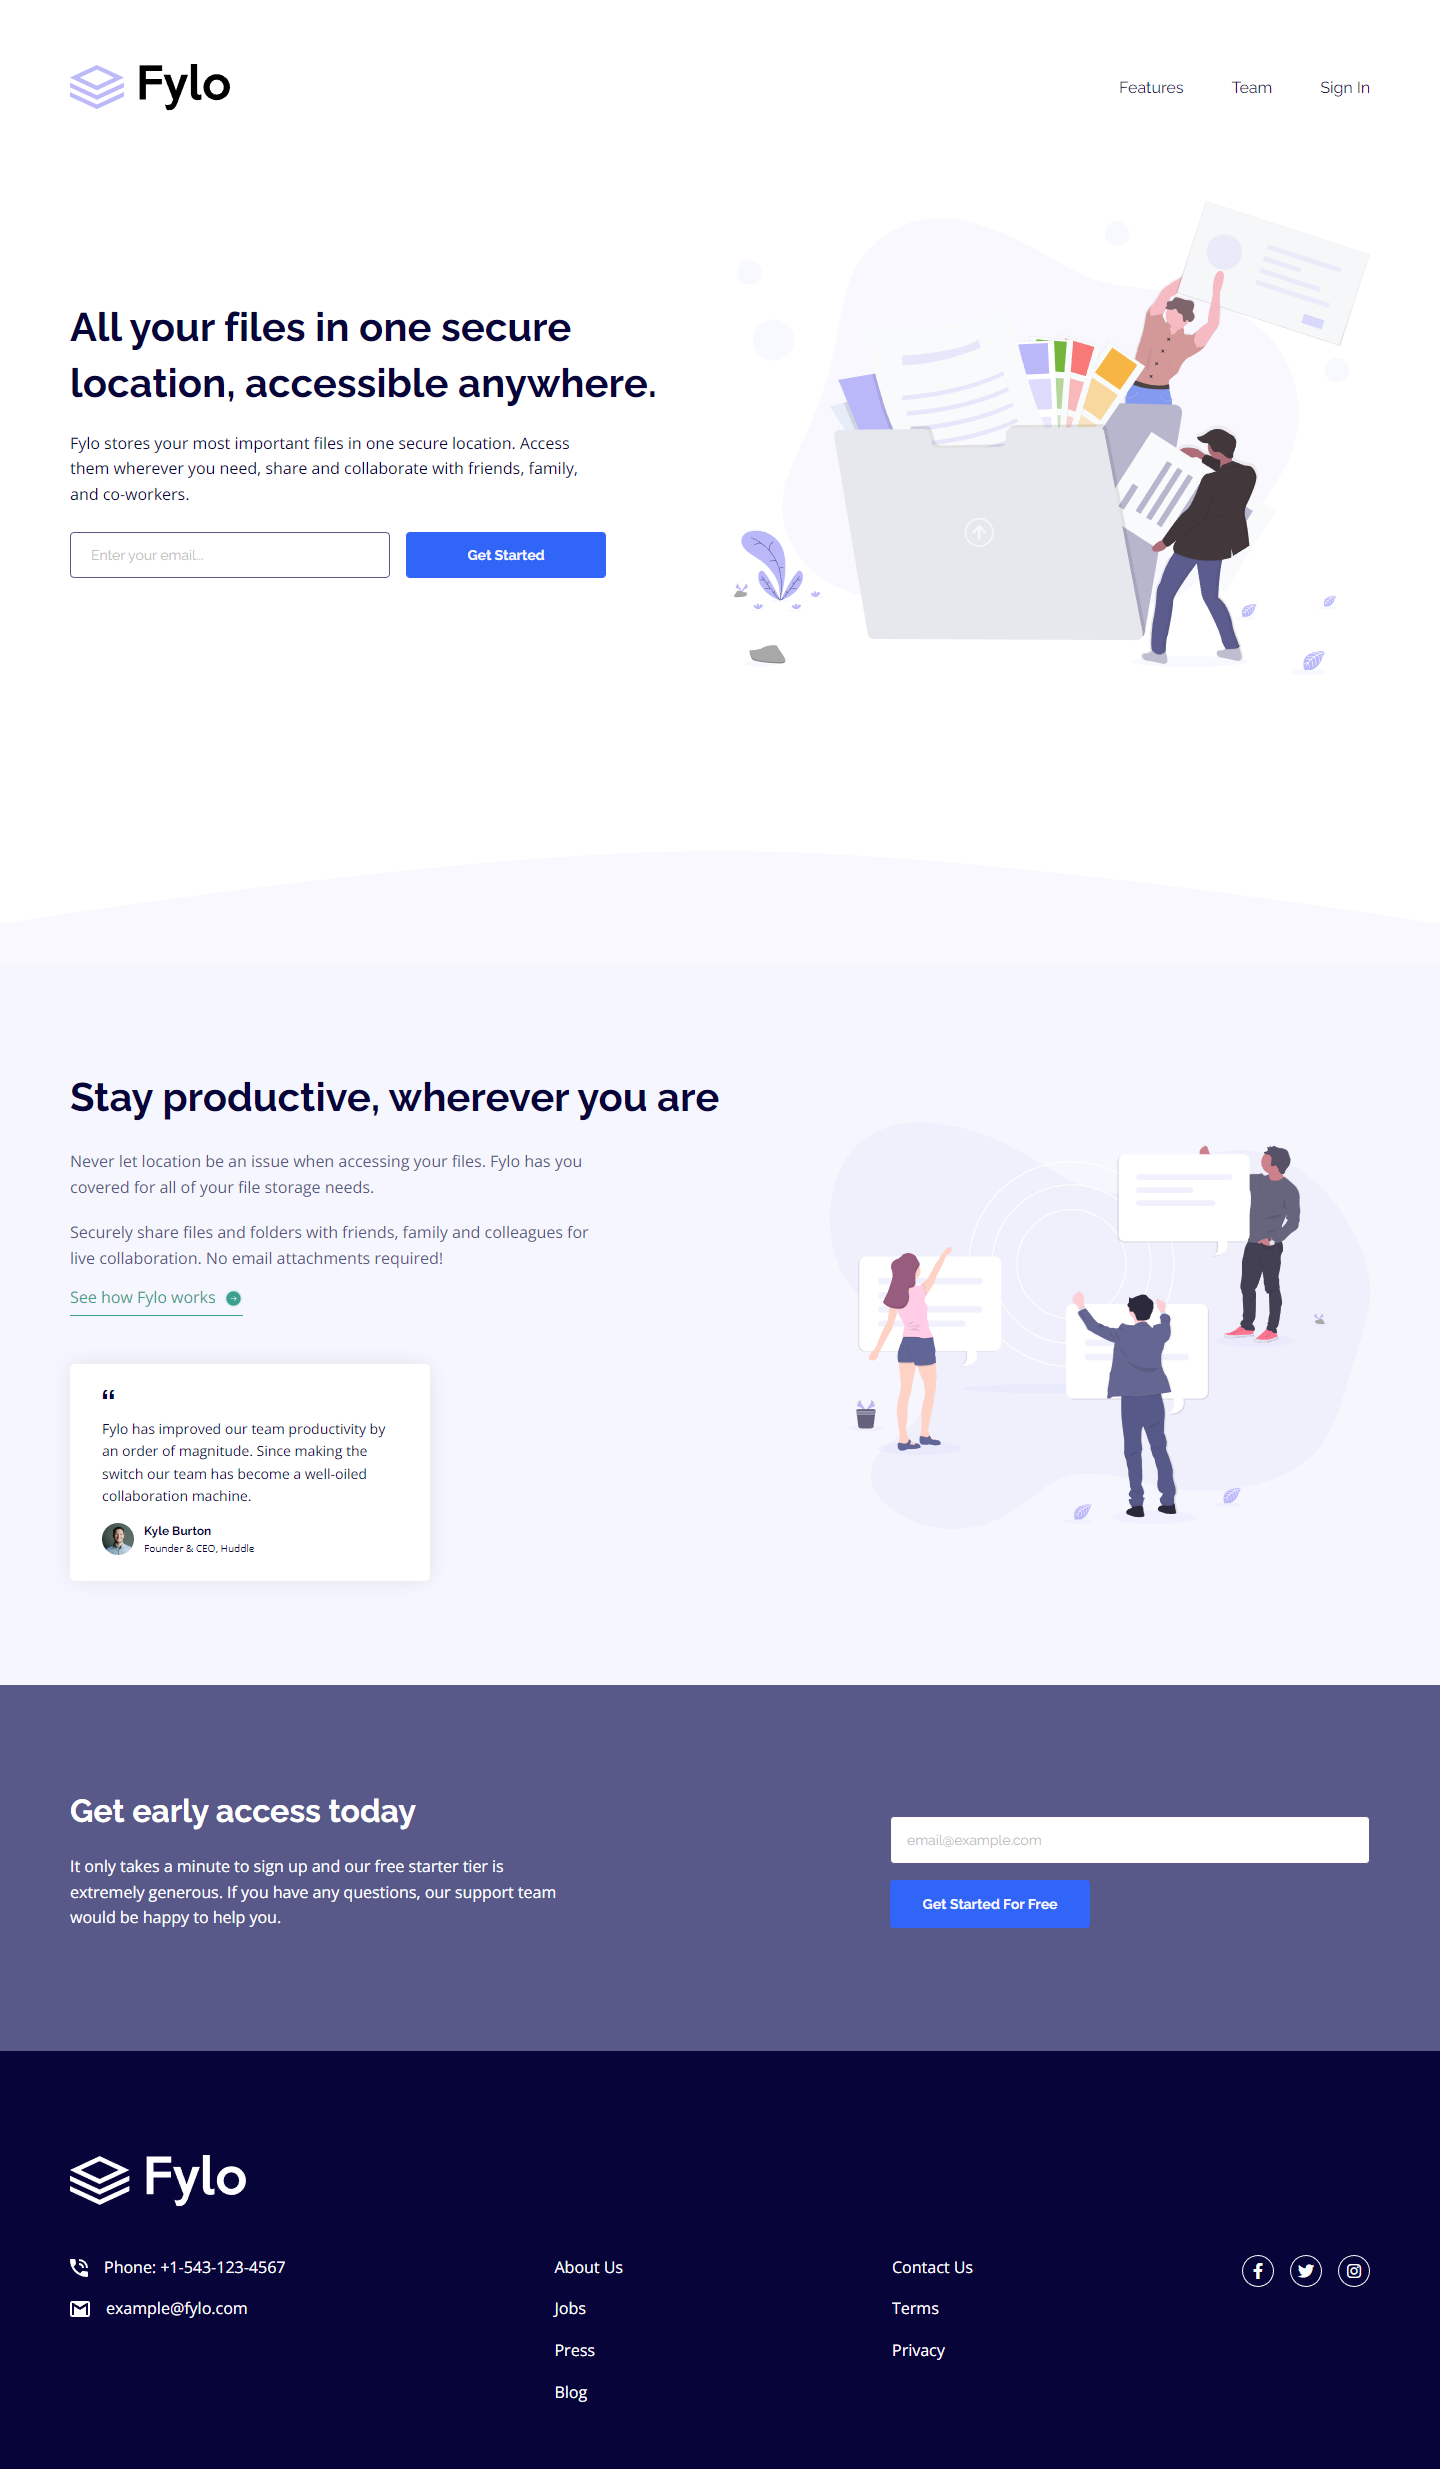 Fylo
Features Team Sign In
All your files in one secure
location, accessible anywhere.
Fylo stores your most important files in one secure location. Access
them wherever you need, share and collaborate with friends, family,
and co-workers.
Enter your email... Get Started
Stay productive, wherever you are
Never let location be an issue when accessing your files. Fylo has you
covered for all of your file storage needs.
Securely share files and folders with friends, family and colleagues for
live collaboration. No email attachments required!
See how Fylo works
“
Fylo has improved our team productivity by
an order of magnitude. Since making the
switch our team has become a well-oiled
collaboration machine.
Kyle Burton
Founder & CEO, Huddle
Get early access today
It only takes a minute to sign up and our free starter tier is
extremely generous. If you have any questions, our support team
would be happy to help you.
email@example.com
Get Started For Free
Fylo
Phone: +1-543-123-4567
example@fylo.com
About Us
Jobs
Press
Blog
Contact Us
Terms
Privacy